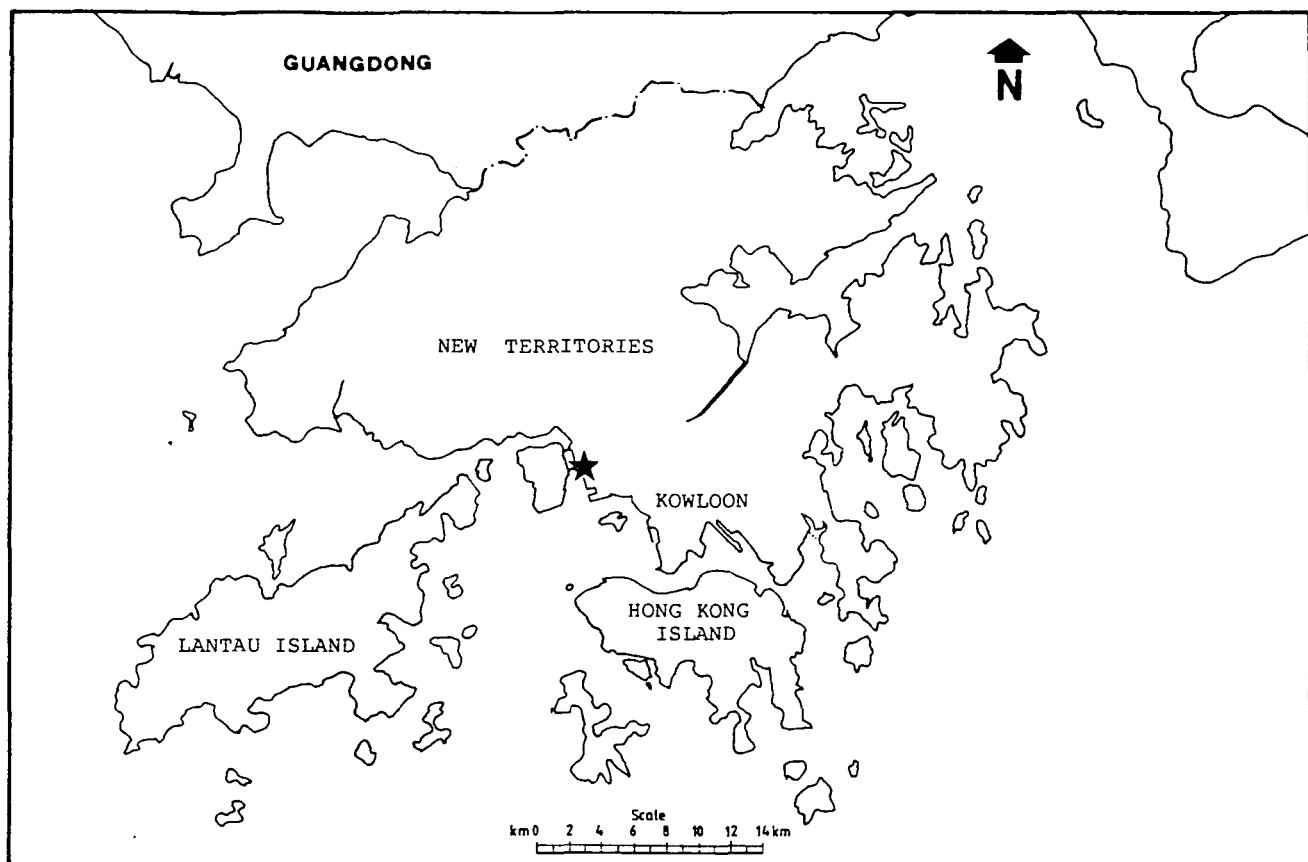 GUANGDONG
N
NEW TERRITORIES
KOWLOON
HONG KONG
ISLAND
LANTAU ISLAND
Scale
km 0 2 4 6 8 10 12 14 km